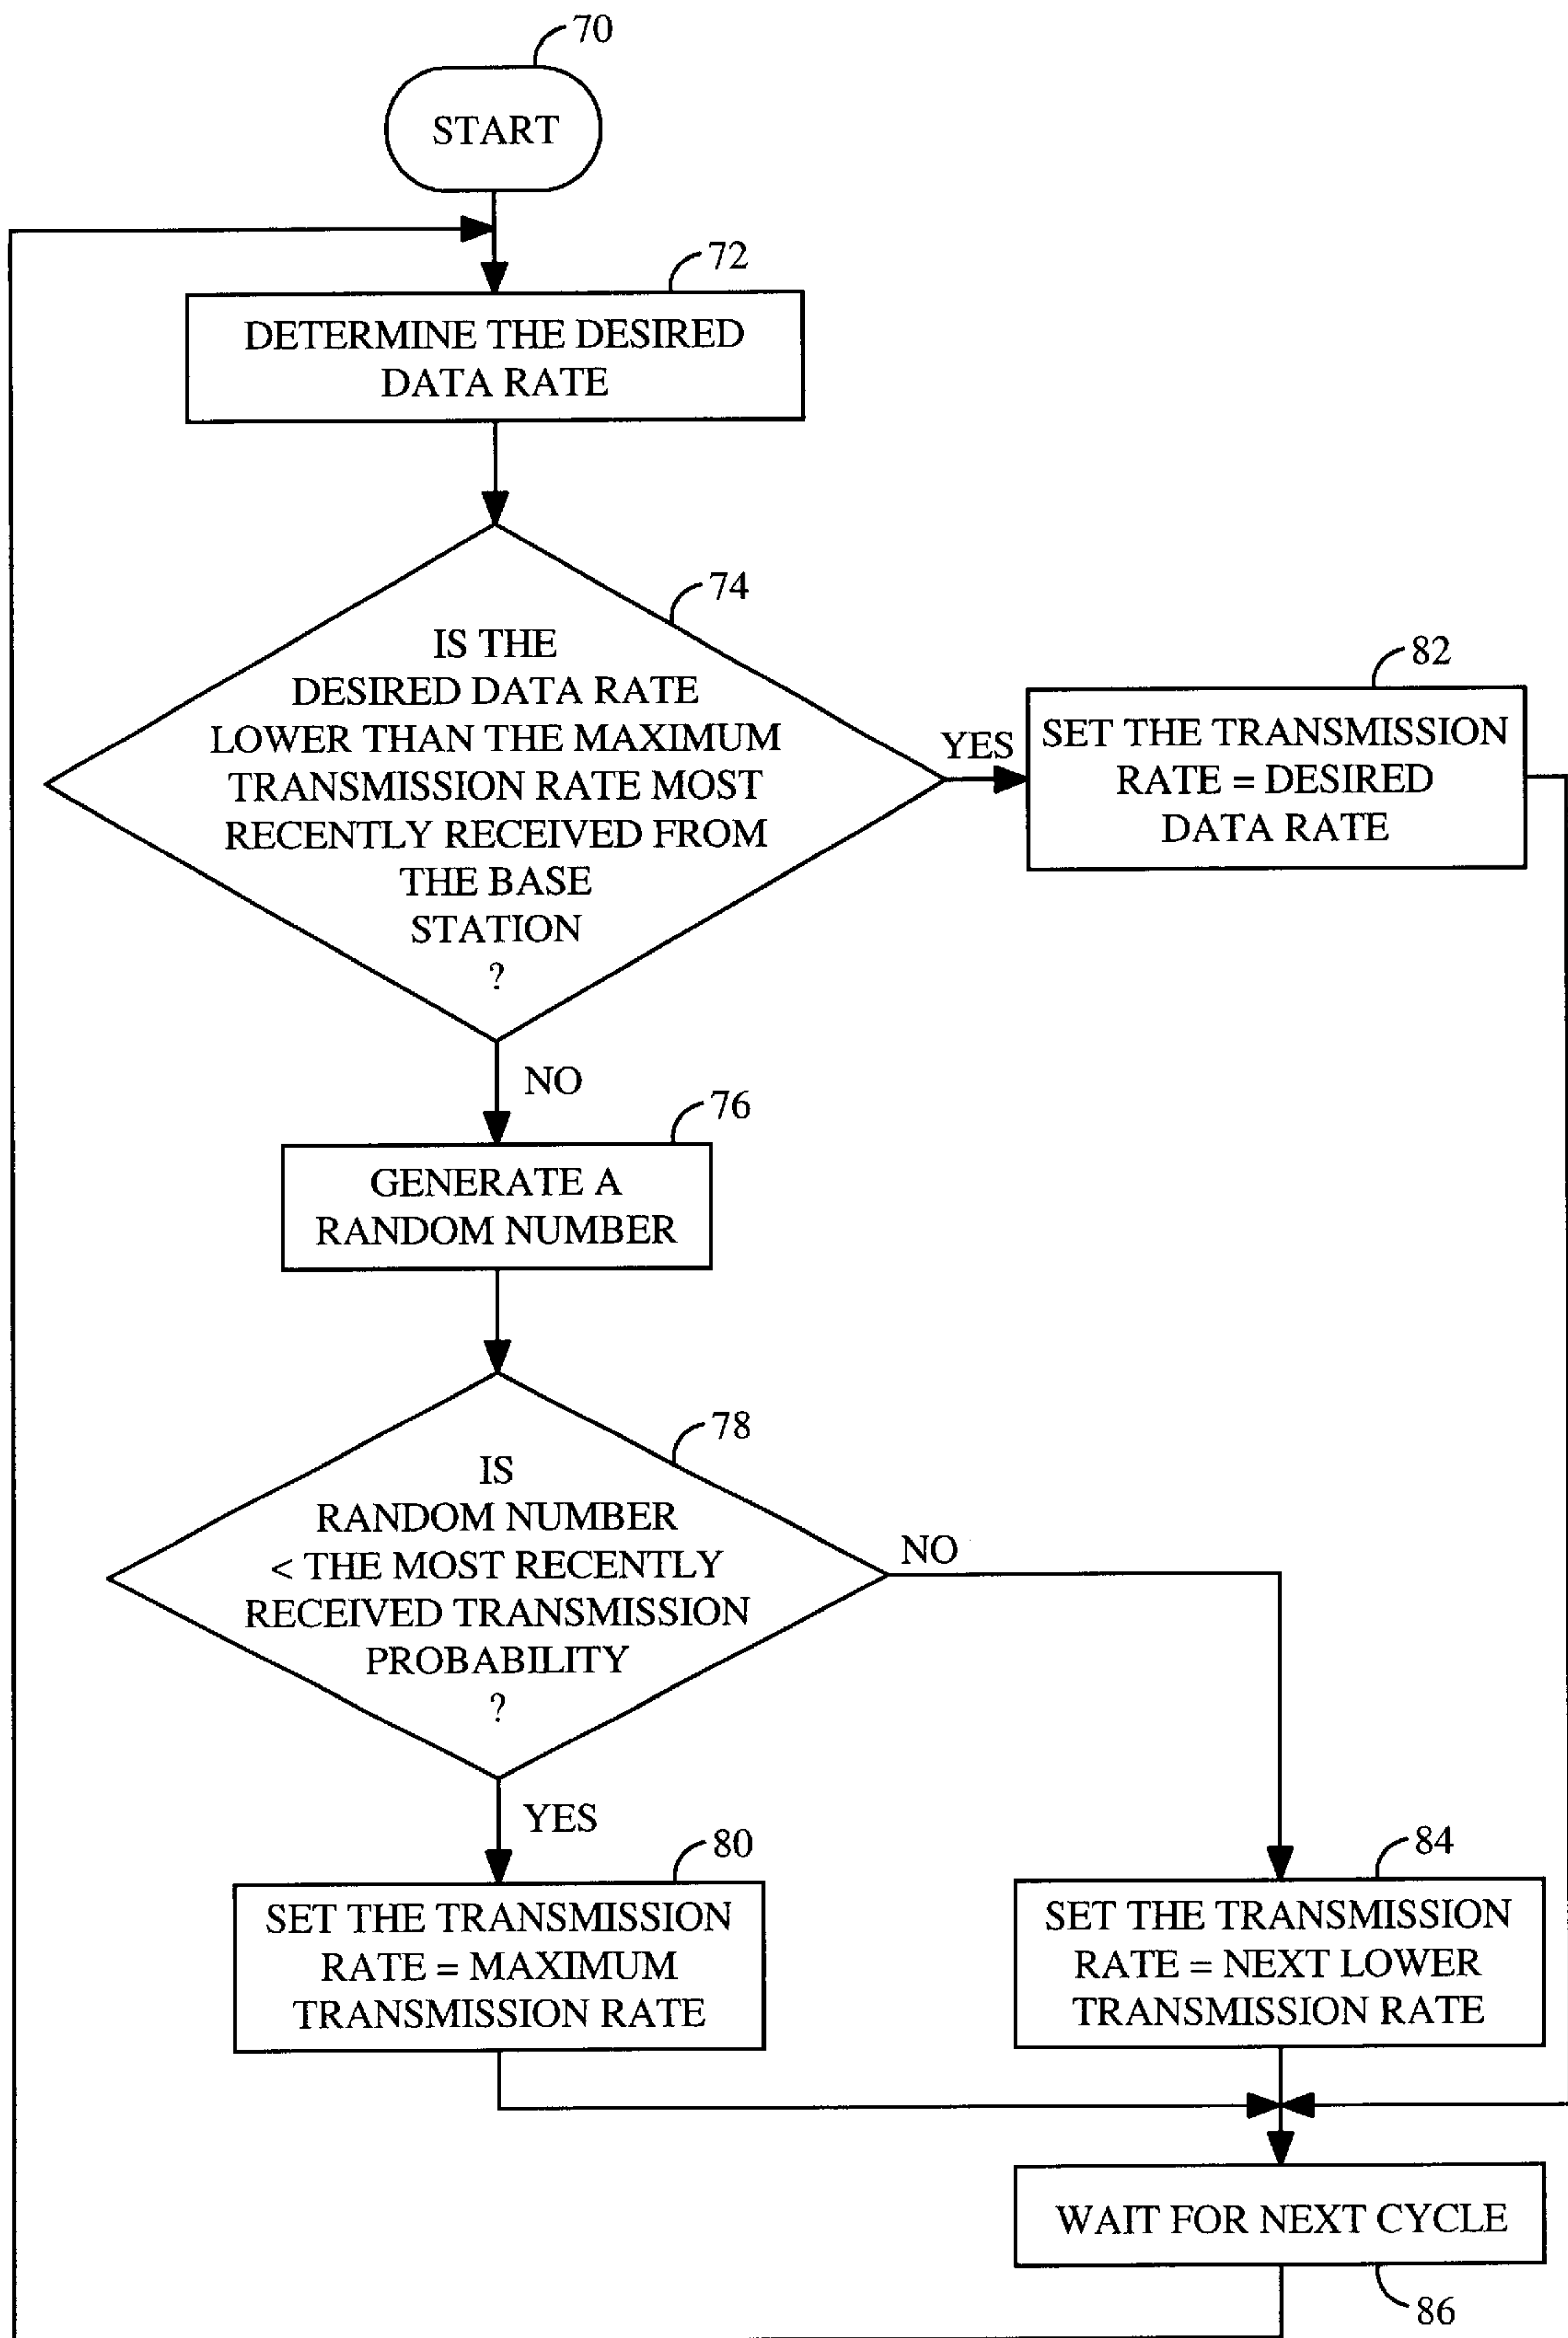 70
START
72
DETERMINE THE DESIRED
DATA RATE
74
IS THE
DESIRED DATA RATE
LOWER THAN THE MAXIMUM
TRANSMISSION RATE MOST
RECENTLY RECEIVED FROM
THE BASE
STATION
?
YES
82
SET THE TRANSMISSION
RATE = DESIRED
DATA RATE
NO
76
GENERATE A
RANDOM NUMBER
78
IS
RANDOM NUMBER
< THE MOST RECENTLY
RECEIVED TRANSMISSION
PROBABILITY
?
NO
YES
80
SET THE TRANSMISSION
RATE = MAXIMUM
TRANSMISSION RATE
84
SET THE TRANSMISSION
RATE = NEXT LOWER
TRANSMISSION RATE
WAIT FOR NEXT CYCLE
86